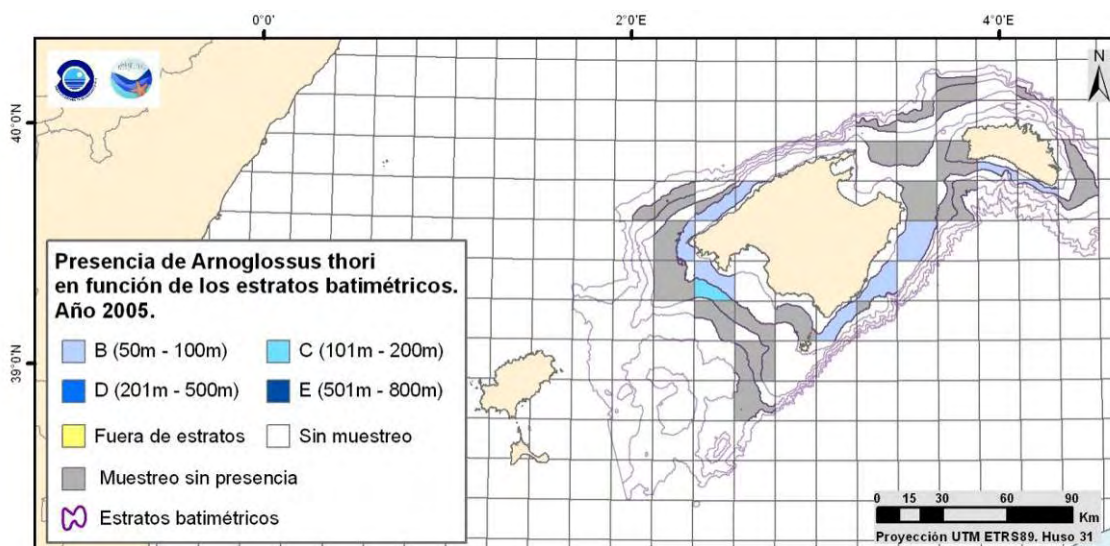 0°0' 2°0'E 4°0'E
N
40°0'N
39°0'N
Presencia de Arnoglossus thori
en función de los estratos batimétricos.
Año 2005.
B (50m - 100m) C (101m - 200m)
D (201m - 500m) E (501m - 800m)
Fuera de estratos Sin muestreo
Muestreo sin presencia
Estratos batimétricos
0 15 30 60 90
Km
Proyección UTM ETRS89. Huso 31